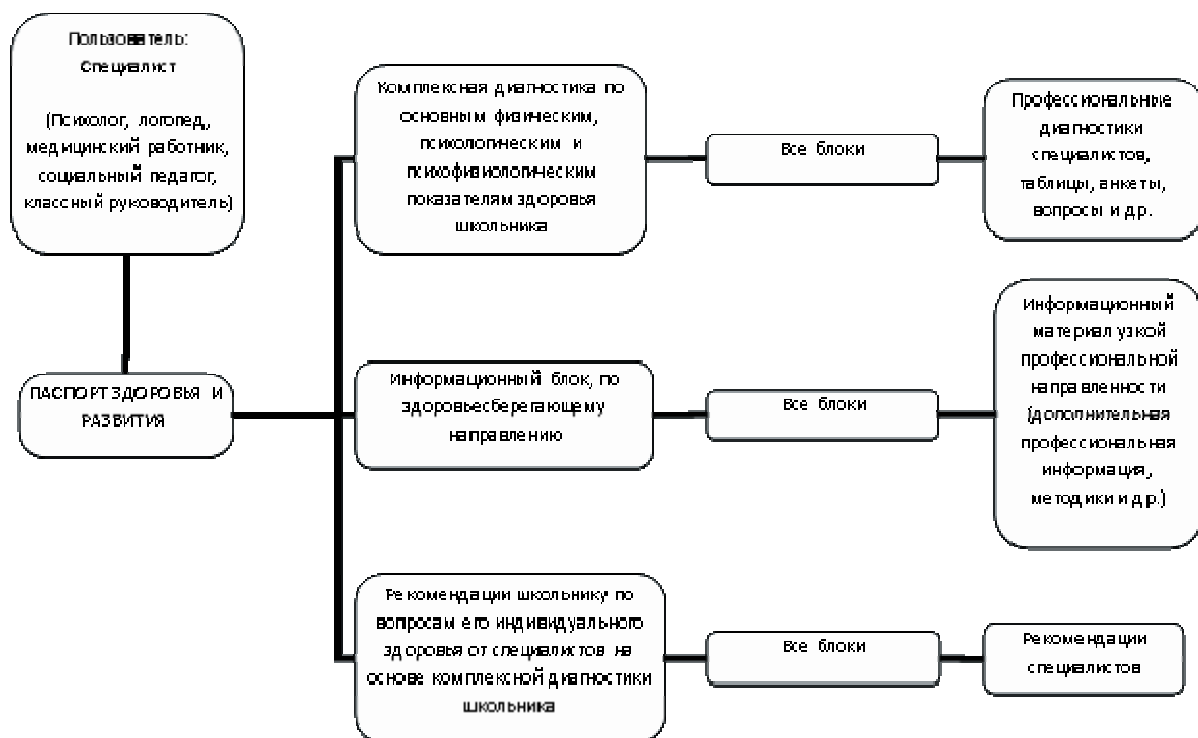 Пользователь:
Специалист
(Психолог, логопед,
медицинский работник,
социальный педагог,
классный руководитель)
ПАСПОРТ ЗДОРОВЬЯ И
РАЗВИТИЯ
Комплексная диагностика по
основным физическим,
психологическим и
психофизиологическим
показателям здоровья
школьника
Все блоки
Профессиональные
диагностики
специалистов,
таблицы, анкеты,
вопросы и др.
Информационный блок, по
здоровьесберегающему
направлению
Все блоки
Информационный
материал узкой
профессиональной
направленности
(дополнительная
профессиональная
информация,
методики и др.)
Рекомендации школьнику по
вопросам его индивидуального
здоровья от специалистов на
основе комплексной диагностики
школьника
Все блоки
Рекомендации
специалистов